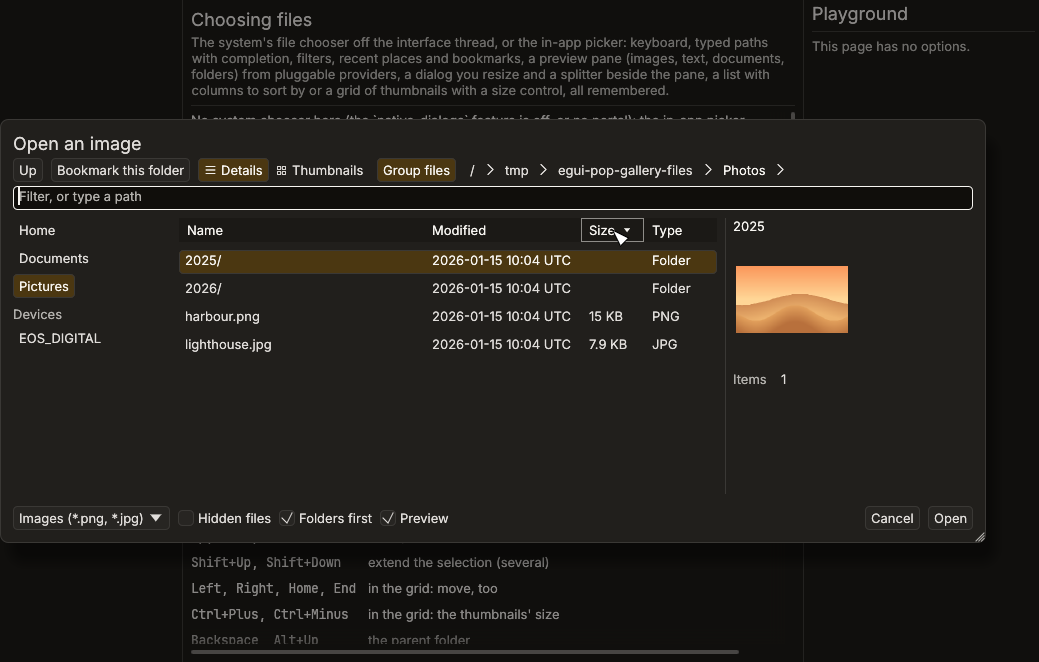 Choosing files
The system's file chooser off the interface thread, or the in-app picker: keyboard, typed paths
with completion, filters, recent places and bookmarks, a preview pane (images, text, documents,
folders) from pluggable providers, a dialog you resize and a splitter beside the pane, a list with
columns to sort by or a grid of thumbnails with a size control, all remembered.
Playground
This page has no options.
Open an image
Up Bookmark this folder Details Thumbnails Group files / tmp egui-pop-gallery-files Photos
Filter, or type a path
Home
Documents
Pictures
Devices
EOS_DIGITAL
Name Modified Size Type
2025/ 2026-01-15 10:04 UTC Folder
2026/ 2026-01-15 10:04 UTC Folder
harbour.png 2026-01-15 10:04 UTC 15 KB PNG
lighthouse.jpg 2026-01-15 10:04 UTC 7.9 KB JPG
2025
Items 1
Images (*.png, *.jpg) Hidden files Folders first Preview Cancel Open
Shift+Up, Shift+Down extend the selection (several)
Left, Right, Home, End in the grid: move, too
Ctrl+Plus, Ctrl+Minus in the grid: the thumbnails' size
Backspace Alt+Up the parent folder